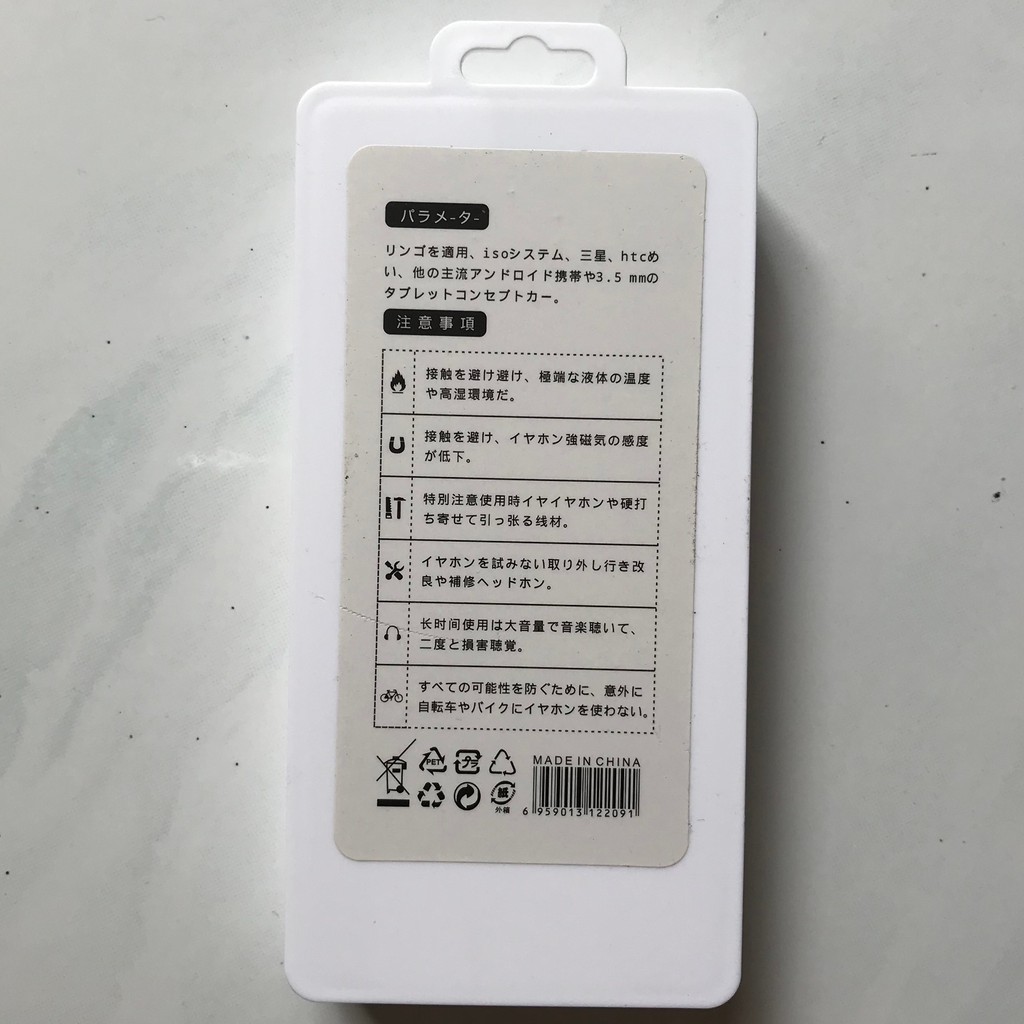 パラメ-タ-
リンゴを適用、isoシステム、三星、htcめ
い、他の主流アンドロイド携帯や3.5 mmの
タブレットコンセプトカー。
注意事項
接触を避け避け、極端な液体の温度
や高湿環境だ。
接触を避け、イヤホン強磁気の感度
が低下。
特別注意使用時イヤイヤホンや硬打
ち寄せて引っ張る线材。
イヤホンを試みない取り外し行き改
良や補修ヘッドホン。
长时间使用は大音量で音楽聴いて、
二度と損害聴覚。
すべての可能性を防ぐために、意外に
自転车やバイクにイヤホンを使わない。
PET
プラ
紙
外箱
MADE IN CHINA
6 959013 122091